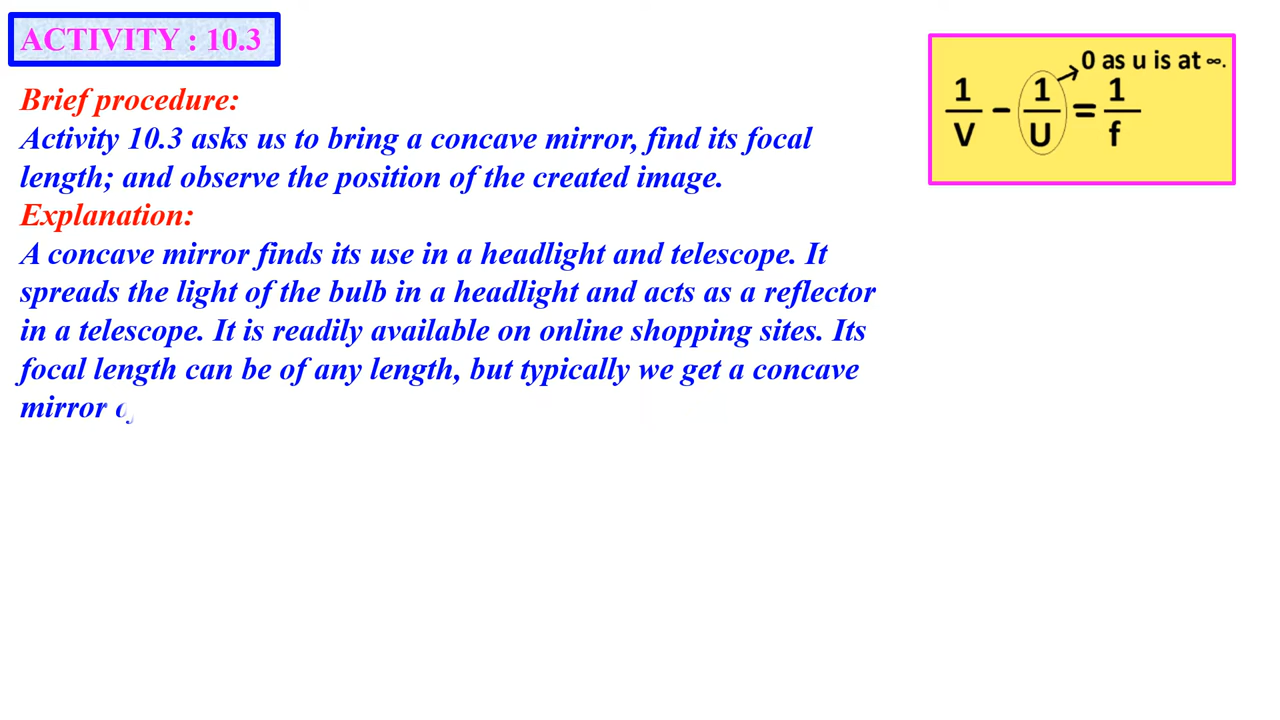 ACTIVITY : 10.3
Brief procedure:
Activity 10.3 asks us to bring a concave mirror, find its focal
length; and observe the position of the created image.
Explanation:
A concave mirror finds its use in a headlight and telescope. It
spreads the light of the bulb in a headlight and acts as a reflector
in a telescope. It is readily available on online shopping sites. Its
focal length can be of any length, but typically we get a concave
mirror
0 as u is at ∞.
1/V − 1/U = 1/f